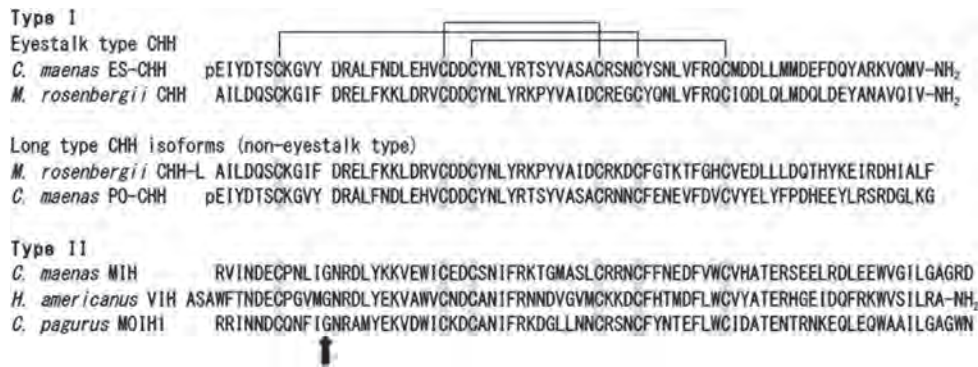 Type I
Eyestalk type CHH
C. maenas ES-CHH pEIYDTSCKGVY DRALFNDLEHVCDDCYNLYRTSYVASACRSNCYSNLVFRQCMDDLLMMDEFDQYARKVQMV-NH2
M. rosenbergii CHH AILDQSCKGIF DRELFKKLDRVCDDCYNLYRKPYVAIDCREGCYQNLVFRQCIQDLQLMDQLDEYANAVQIV-NH2
Long type CHH isoforms (non-eyestalk type)
M. rosenbergii CHH-L AILDQSCKGIF DRELFKKLDRVCDDCYNLYRKPYVAIDCRKDCFGTKTFGHCVEDLLLDQTHYKEIRDHIALF
C. maenas PO-CHH pEIYDTSCKGVY DRALFNDLEHVCDDCYNLYRTSYVASACRNNCFENEVFDVCVYELYFPDHEEYLRSRDGLKG
Type II
C. maenas MIH RVINDECPNLIGNRDLYKKVEWICEDCSNIFRKTGMASLCRRNCFFNEDFVWCVHATERSEELRDLEEWVGILGAGRD
H. americanus VIH ASAWFTNDECPGVMGNRDLYEKVAWVCNDCANIFRNNDVGVMCKKDCFHTMDFLWCVYATERHGEIDQFRKWVSILRA-NH2
C. pagurus MOIH1 RRINNDCQNFIGNRAMYEKVDWICKDCANIFRKDGLLNNCRSNCFYNTEFLWCIDATENTRNKEQLEQWAAILGAGWN